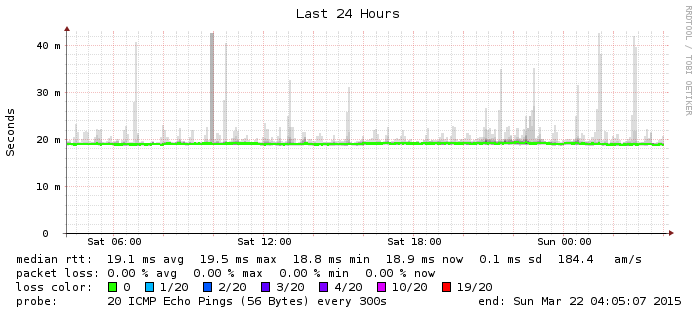 Last 24 Hours
RRDTOOL / TOBI OETIKER
Seconds
40 m
30 m
20 m
10 m
0
Sat 06:00 Sat 12:00 Sat 18:00 Sun 00:00
median rtt: 19.1 ms avg 19.5 ms max 18.8 ms min 18.9 ms now 0.1 ms sd 184.4 am/s
packet loss: 0.00 % avg 0.00 % max 0.00 % min 0.00 % now
loss color: 0 1/20 2/20 3/20 4/20 10/20 19/20
probe: 20 ICMP Echo Pings (56 Bytes) every 300s end: Sun Mar 22 04:05:07 2015